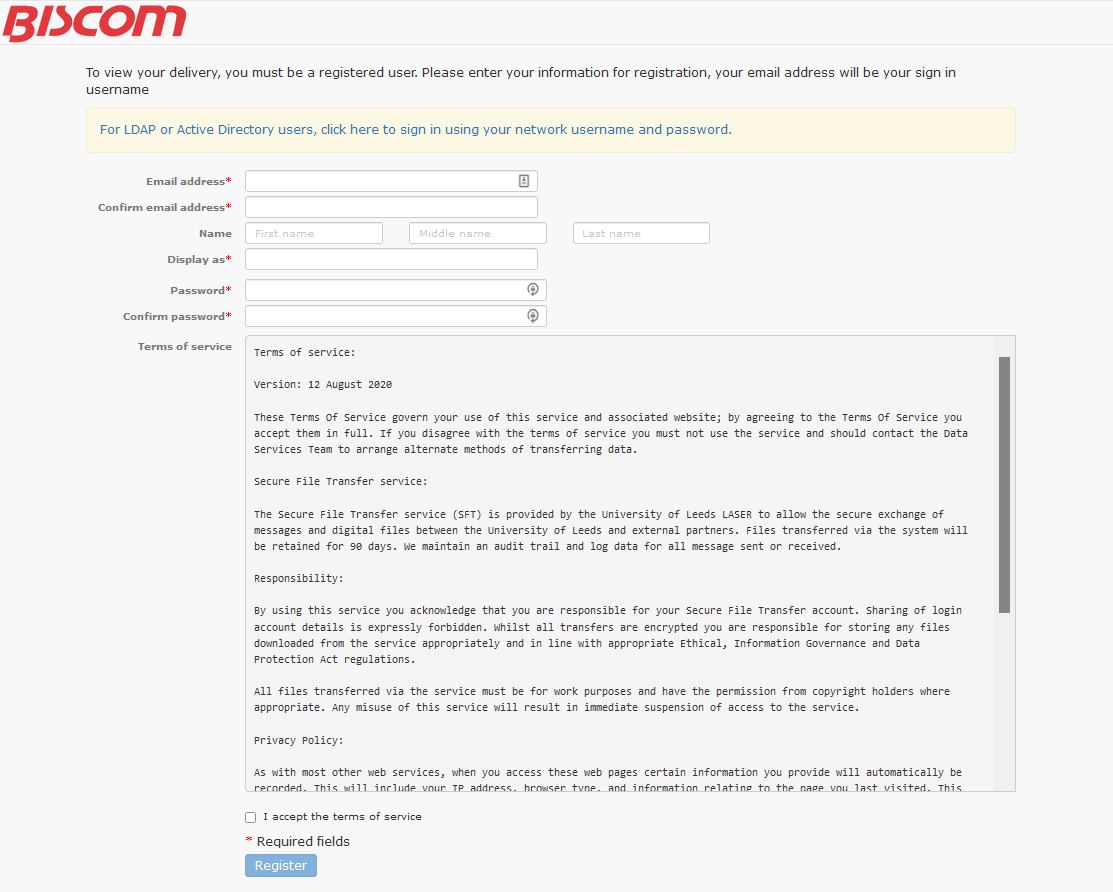 BISCOM
To view your delivery, you must be a registered user. Please enter your information for registration, your email address will be your sign in
username
For LDAP or Active Directory users, click here to sign in using your network username and password.
Email address*
Confirm email address*
Name First name Middle name Last name
Display as*
Password*
Confirm password*
Terms of service
Terms of service:
Version: 12 August 2020
These Terms Of Service govern your use of this service and associated website; by agreeing to the Terms Of Service you
accept them in full. If you disagree with the terms of service you must not use the service and should contact the Data
Services Team to arrange alternate methods of transferring data.
Secure File Transfer service:
The Secure File Transfer service (SFT) is provided by the University of Leeds LASER to allow the secure exchange of
messages and digital files between the University of Leeds and external partners. Files transferred via the system will
be retained for 90 days. We maintain an audit trail and log data for all message sent or received.
Responsibility:
By using this service you acknowledge that you are responsible for your Secure File Transfer account. Sharing of login
account details is expressly forbidden. Whilst all transfers are encrypted you are responsible for storing any files
downloaded from the service appropriately and in line with appropriate Ethical, Information Governance and Data
Protection Act regulations.
All files transferred via the service must be for work purposes and have the permission from copyright holders where
appropriate. Any misuse of this service will result in immediate suspension of access to the service.
Privacy Policy:
As with most other web services, when you access these web pages certain information you provide will automatically be
recorded. This will include your IP address, browser type, and information relating to the page you last visited. This
I accept the terms of service
* Required fields
Register